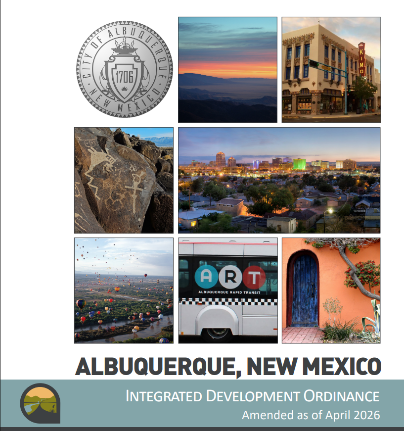 CITY OF ALBUQUERQUE
1706
NEW MEXICO
KIMO
ART
ALBUQUERQUE RAPID TRANSIT
ALBUQUERQUE, NEW MEXICO
INTEGRATED DEVELOPMENT ORDINANCE
Amended as of April 2026